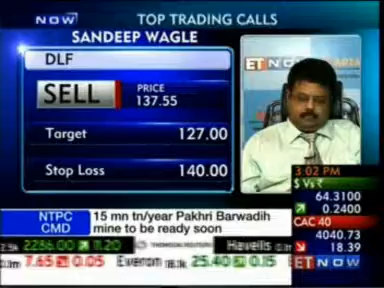 NOW
TOP TRADING CALLS
SANDEEP WAGLE
DLF
SELL
PRICE
137.55
Target 127.00
Stop Loss 140.00
ET NOW
3:02 PM
$ Vs ₹
64.3100
0.2400
CAC 40
4040.73
18.39
NTPC
CMD
15 mn tn/year Pakhri Barwadih
mine to be ready soon
2286.00 11.20 Havells
7.65 0.05 Everon 25.40 0.15
ET NOW